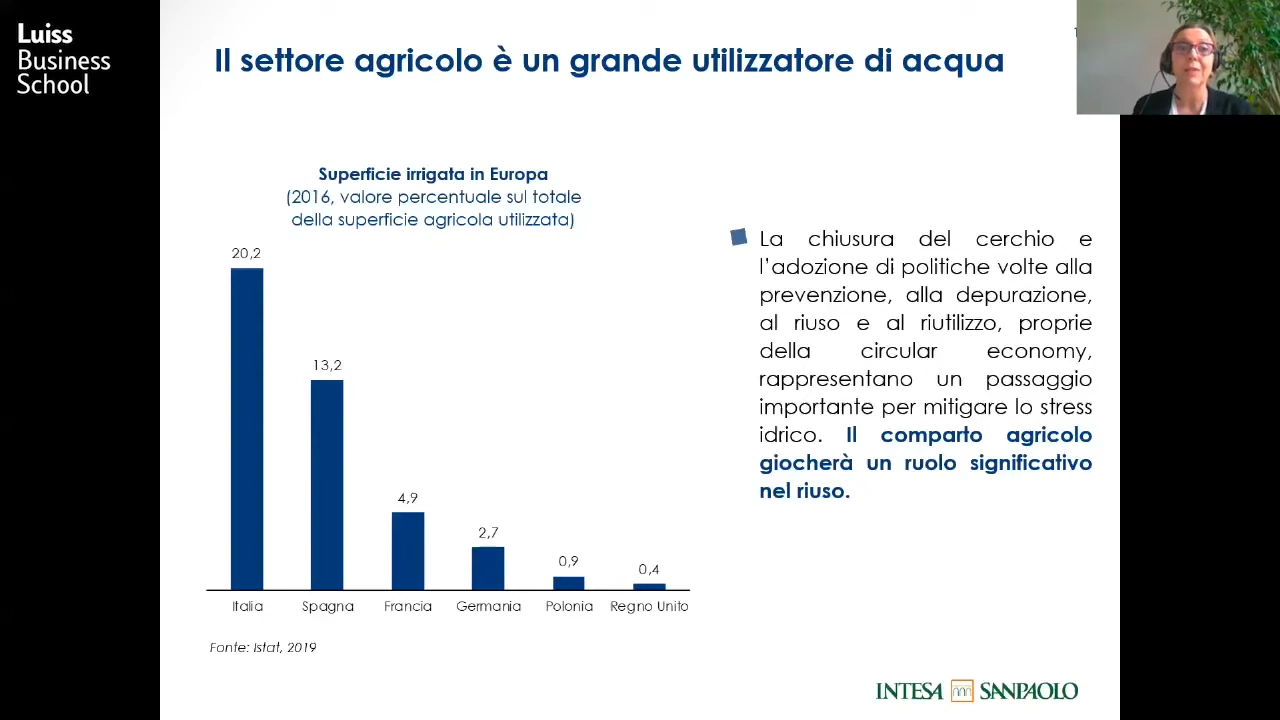 Luiss
Business
School
Il settore agricolo è un grande utilizzatore di acqua
Superficie irrigata in Europa
(2016, valore percentuale sul totale
della superficie agricola utilizzata)
20,2
13,2
4,9
2,7
0,9
0,4
Italia Spagna Francia Germania Polonia Regno Unito
Fonte: Istat, 2019
La chiusura del cerchio e
l'adozione di politiche volte alla
prevenzione, alla depurazione,
al riuso e al riutilizzo, proprie
della circular economy,
rappresentano un passaggio
importante per mitigare lo stress
idrico. Il comparto agricolo
giocherà un ruolo significativo
nel riuso.
INTESA SANPAOLO